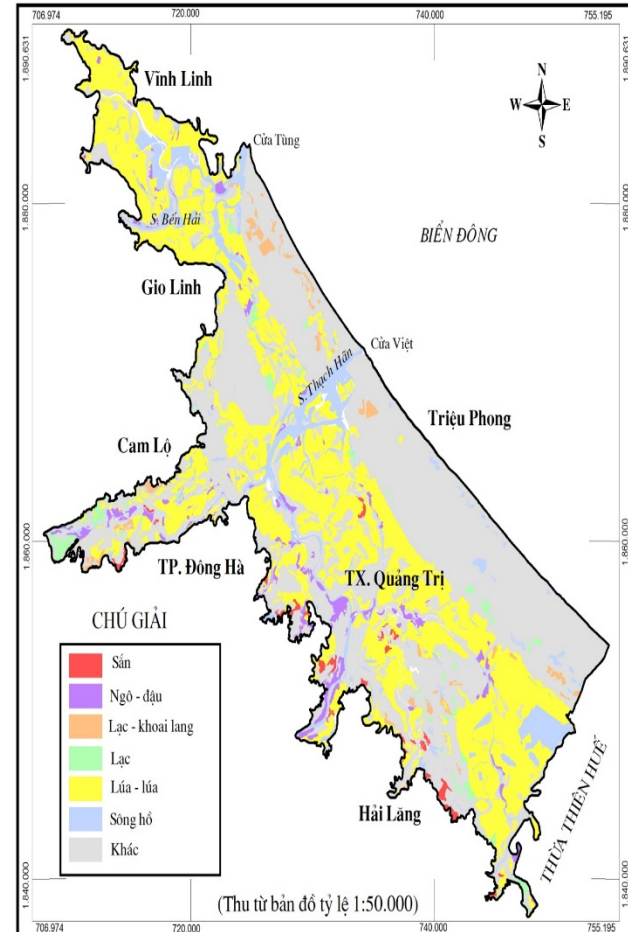 706.974 720.000 740.000 755.195
1.890.631
1.890.631
Vĩnh Linh
N
W E
S
Cửa Tùng
1.880.000
1.880.000
S. Bến Hải
BIỂN ĐÔNG
Gio Linh
Cửa Việt
S. Thạch Hãn
Triệu Phong
Cam Lộ
1.860.000
1.860.000
TP. Đông Hà
TX. Quảng Trị
CHÚ GIẢI
Sắn
Ngô - đậu
Lạc - khoai lang
Lạc
Lúa - lúa
Sông hồ
Khác
Hải Lăng
THỪA THIÊN HUẾ
1.840.000
1.840.000
(Thu từ bản đồ tỷ lệ 1:50.000)
706.974 720.000 740.000 755.195